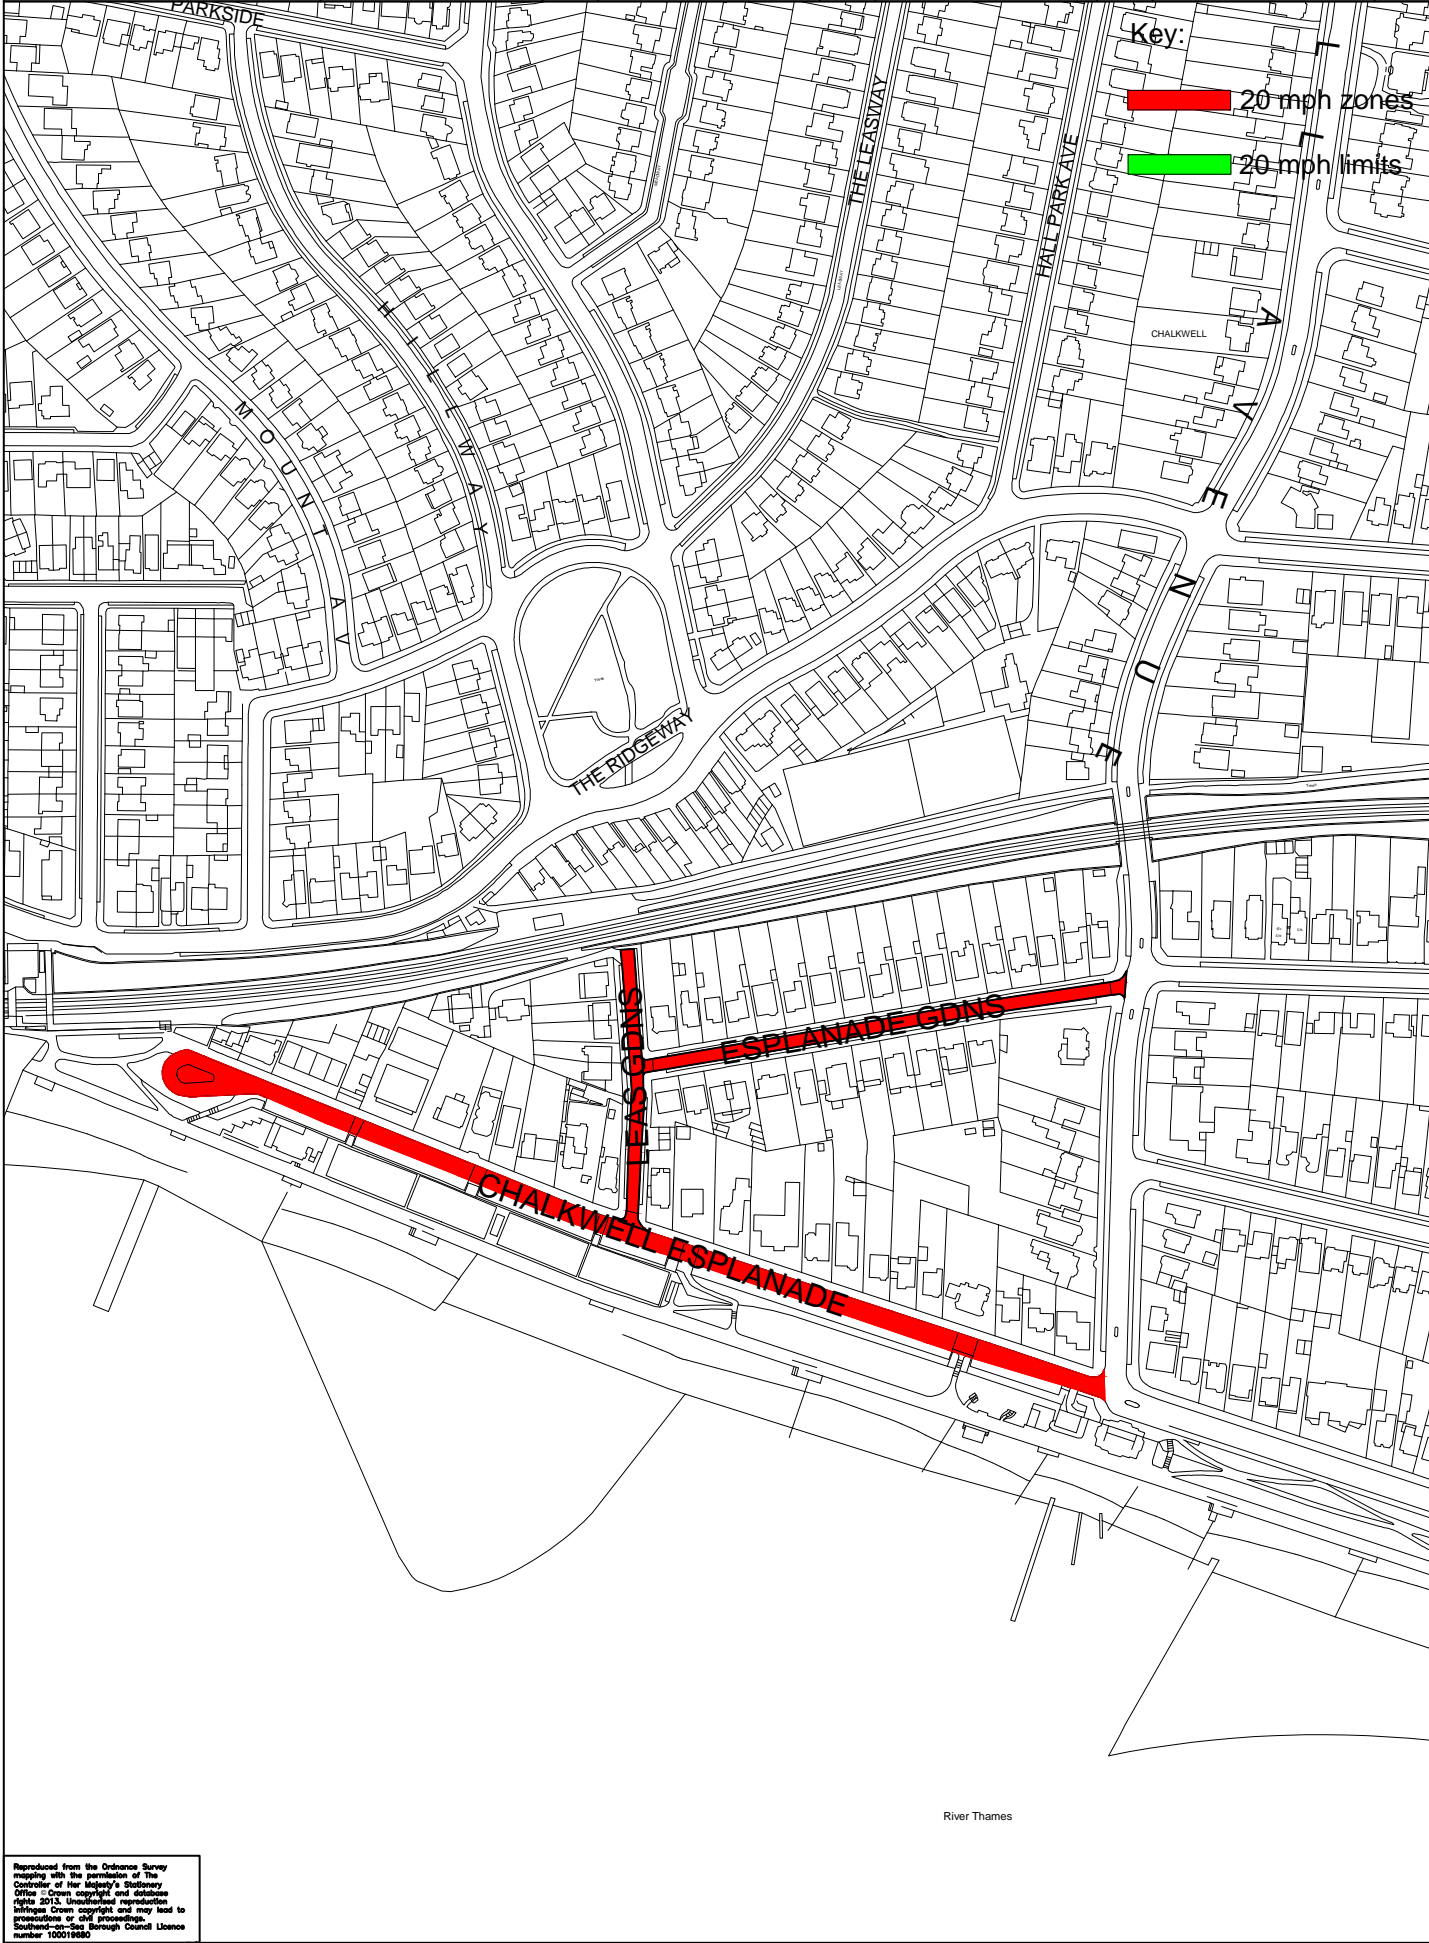 PARKSIDE
Key:
20 mph zones
20 mph limits
THE LEASWAY
HALL PARK AVE
CHALKWELL
L L A V E N U E
HILLEWAY
MOUNT AV
THE RIDGEWAY
LEAS GDNS
ESPLANADE GDNS
CHALKWELL ESPLANADE
River Thames
Reproduced from the Ordnance Survey
mapping with the permission of The
Controller of Her Majesty's Stationery
Office © Crown copyright and database
rights 2013. Unauthorised reproduction
infringes Crown copyright and may lead to
prosecutions or civil proceedings.
Southend-on-Sea Borough Council Licence
number 100019680